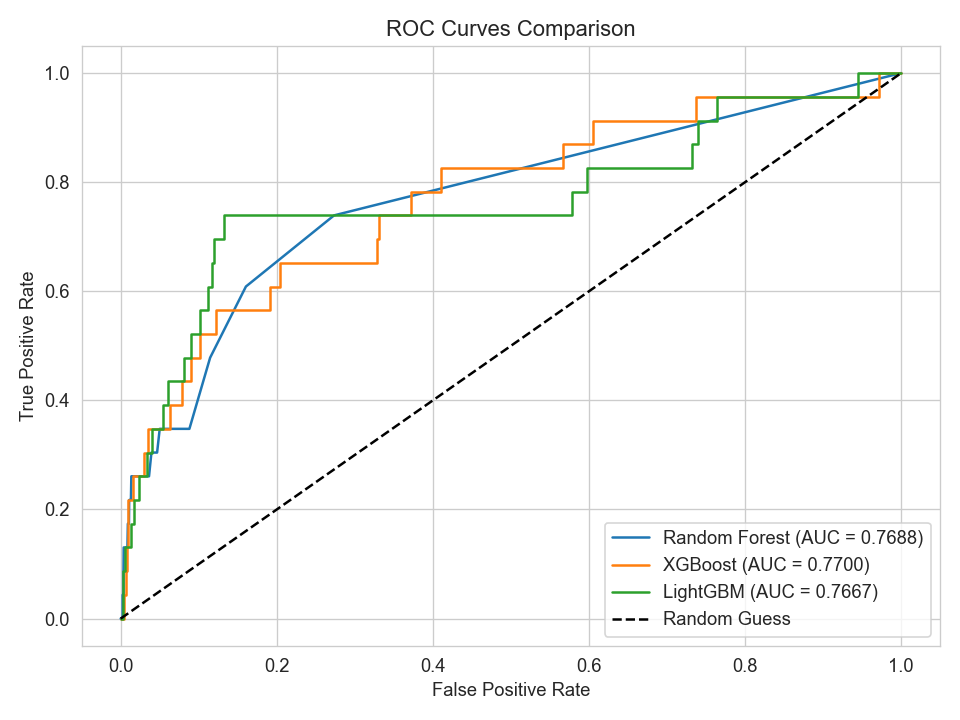 ROC Curves Comparison
1.0
0.8
0.6
0.4
0.2
0.0
True Positive Rate
0.0 0.2 0.4 0.6 0.8 1.0
False Positive Rate
Random Forest (AUC = 0.7688)
XGBoost (AUC = 0.7700)
LightGBM (AUC = 0.7667)
Random Guess